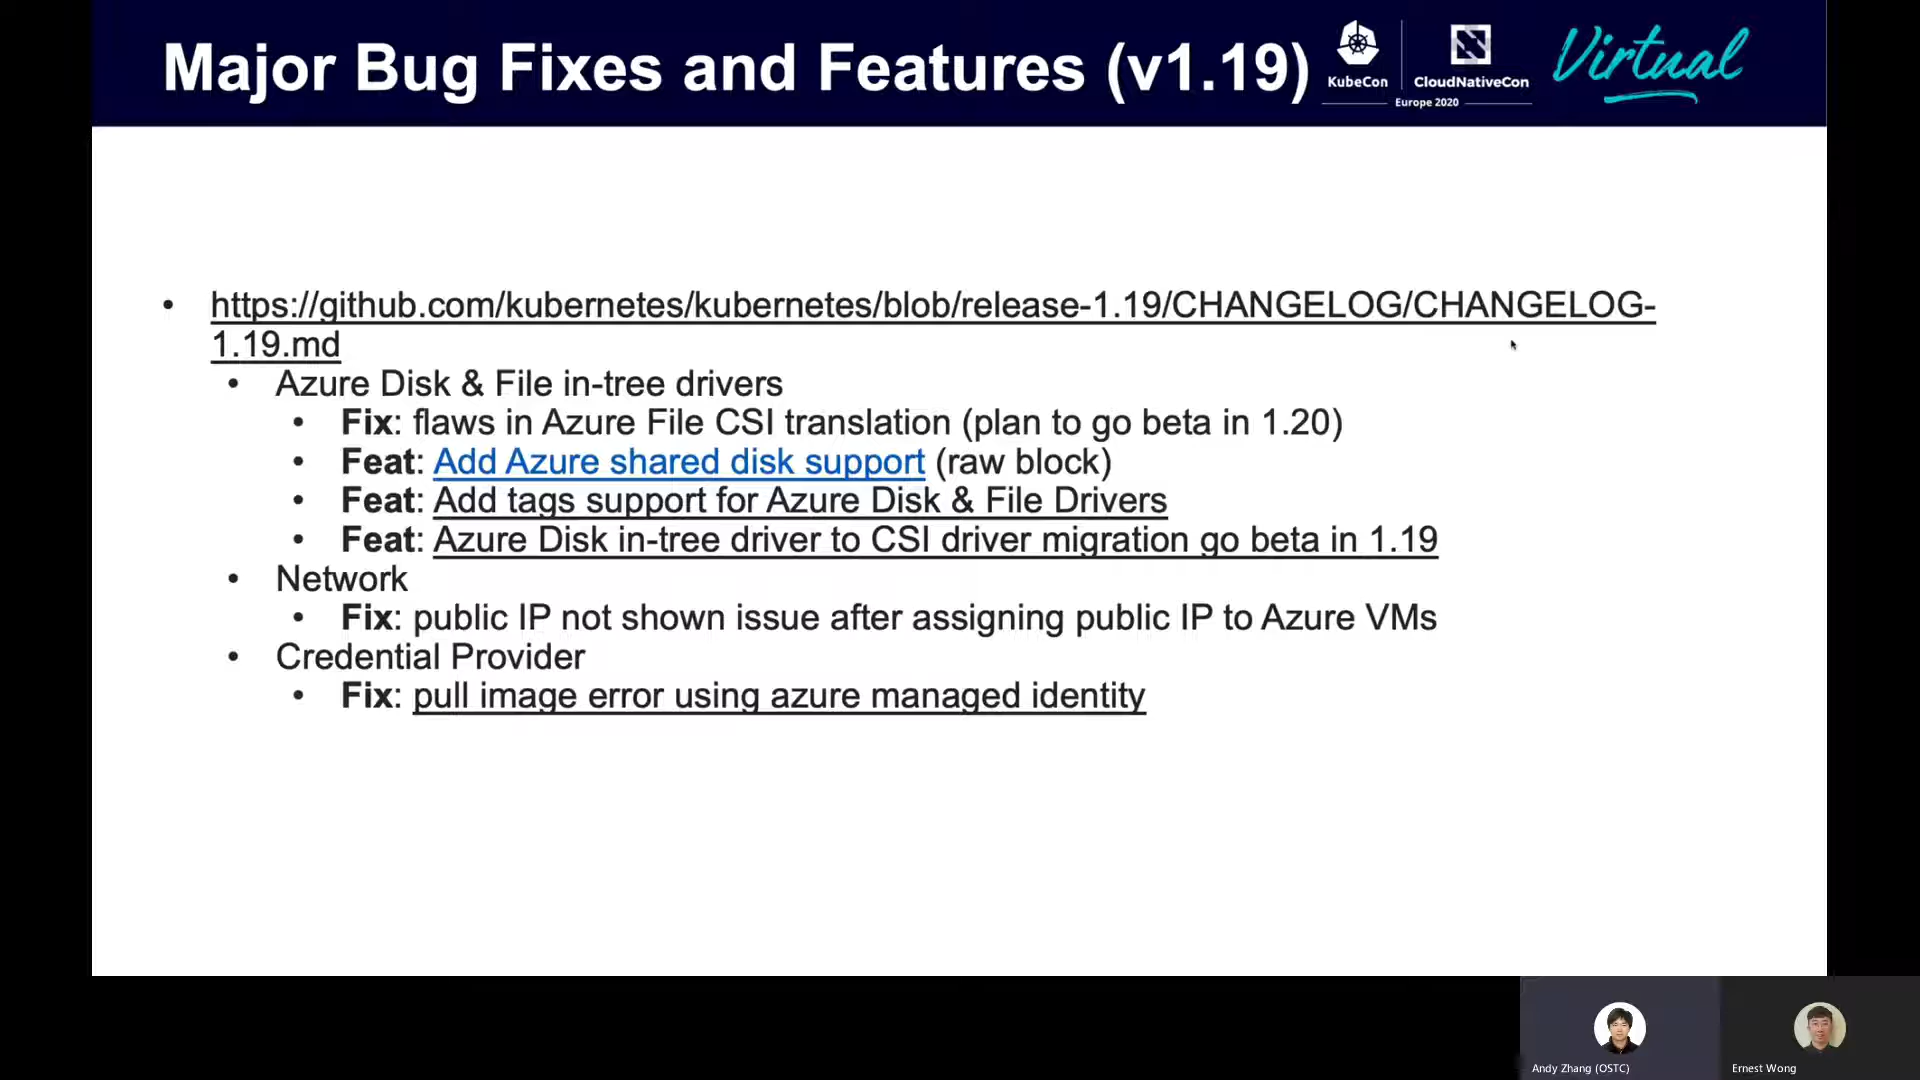 Major Bug Fixes and Features (v1.19)
KubeCon
CloudNativeCon
Europe 2020
Virtual
• https://github.com/kubernetes/kubernetes/blob/release-1.19/CHANGELOG/CHANGELOG-
1.19.md
• Azure Disk & File in-tree drivers
• Fix: flaws in Azure File CSI translation (plan to go beta in 1.20)
• Feat: Add Azure shared disk support (raw block)
• Feat: Add tags support for Azure Disk & File Drivers
• Feat: Azure Disk in-tree driver to CSI driver migration go beta in 1.19
• Network
• Fix: public IP not shown issue after assigning public IP to Azure VMs
• Credential Provider
• Fix: pull image error using azure managed identity
Andy Zhang (OSTC)
Ernest Wong